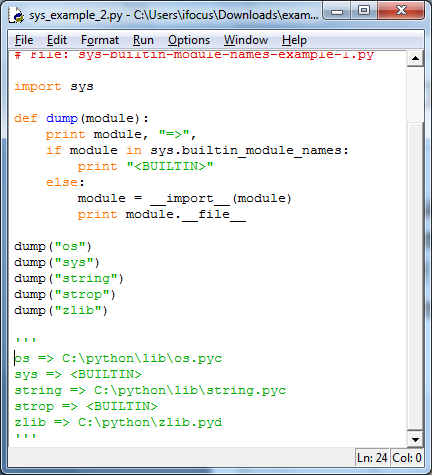 sys_example_2.py - C:\Users\ifocus\Downloads\exam...
File Edit Format Run Options Window Help
# File: sys-builtin-module-names-example-1.py
import sys
def dump(module):
    print module, "=>",
    if module in sys.builtin_module_names:
        print "<BUILTIN>"
    else:
        module = __import__(module)
        print module.__file__
dump("os")
dump("sys")
dump("string")
dump("strop")
dump("zlib")
'''
os => C:\python\lib\os.pyc
sys => <BUILTIN>
string => C:\python\lib\string.pyc
strop => <BUILTIN>
zlib => C:\python\zlib.pyd
'''
Ln: 24 Col: 0